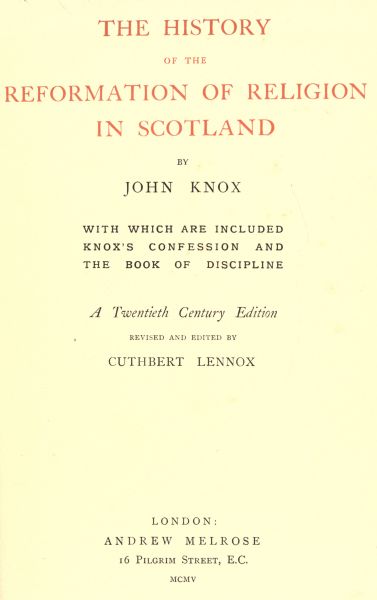 THE HISTORY
OF THE
REFORMATION OF RELIGION
IN SCOTLAND
BY
JOHN KNOX
WITH WHICH ARE INCLUDED
KNOX'S CONFESSION AND
THE BOOK OF DISCIPLINE
A Twentieth Century Edition
REVISED AND EDITED BY
CUTHBERT LENNOX
LONDON:
ANDREW MELROSE
16 PILGRIM STREET, E.C.
MCMV